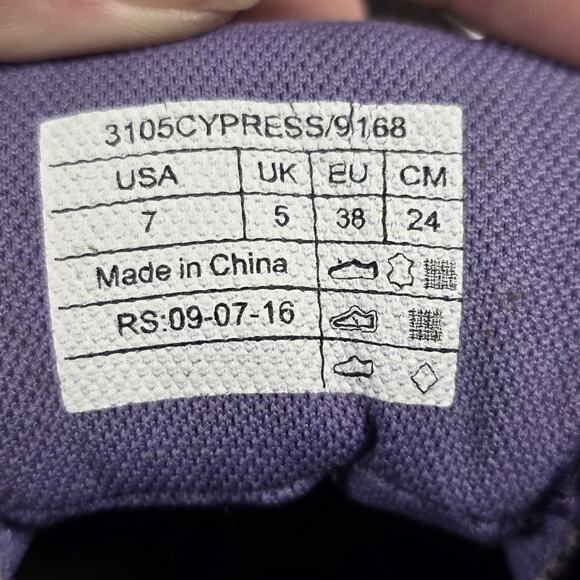 3105CYPRESS/9168
USA UK EU CM
7 5 38 24
Made in China
RS:09-07-16